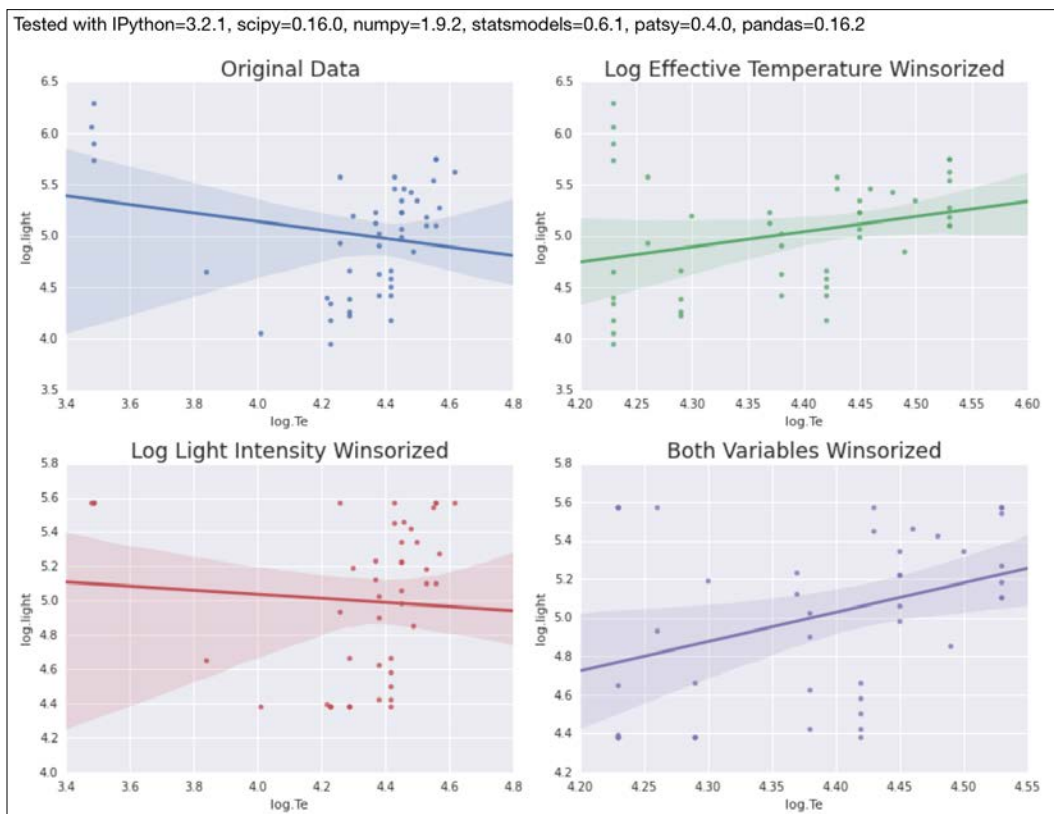 Tested with IPython=3.2.1, scipy=0.16.0, numpy=1.9.2, statsmodels=0.6.1, patsy=0.4.0, pandas=0.16.2
Original Data
6.5
6.0
5.5
5.0
4.5
4.0
3.5
log.light
3.4 3.6 3.8 4.0 4.2 4.4 4.6 4.8
log.Te
Log Effective Temperature Winsorized
6.5
6.0
5.5
5.0
4.5
4.0
3.5
log.light
4.20 4.25 4.30 4.35 4.40 4.45 4.50 4.55 4.60
log.Te
Log Light Intensity Winsorized
5.8
5.6
5.4
5.2
5.0
4.8
4.6
4.4
4.2
4.0
log.light
3.4 3.6 3.8 4.0 4.2 4.4 4.6 4.8
log.Te
Both Variables Winsorized
5.8
5.6
5.4
5.2
5.0
4.8
4.6
4.4
4.2
log.light
4.20 4.25 4.30 4.35 4.40 4.45 4.50 4.55
log.Te